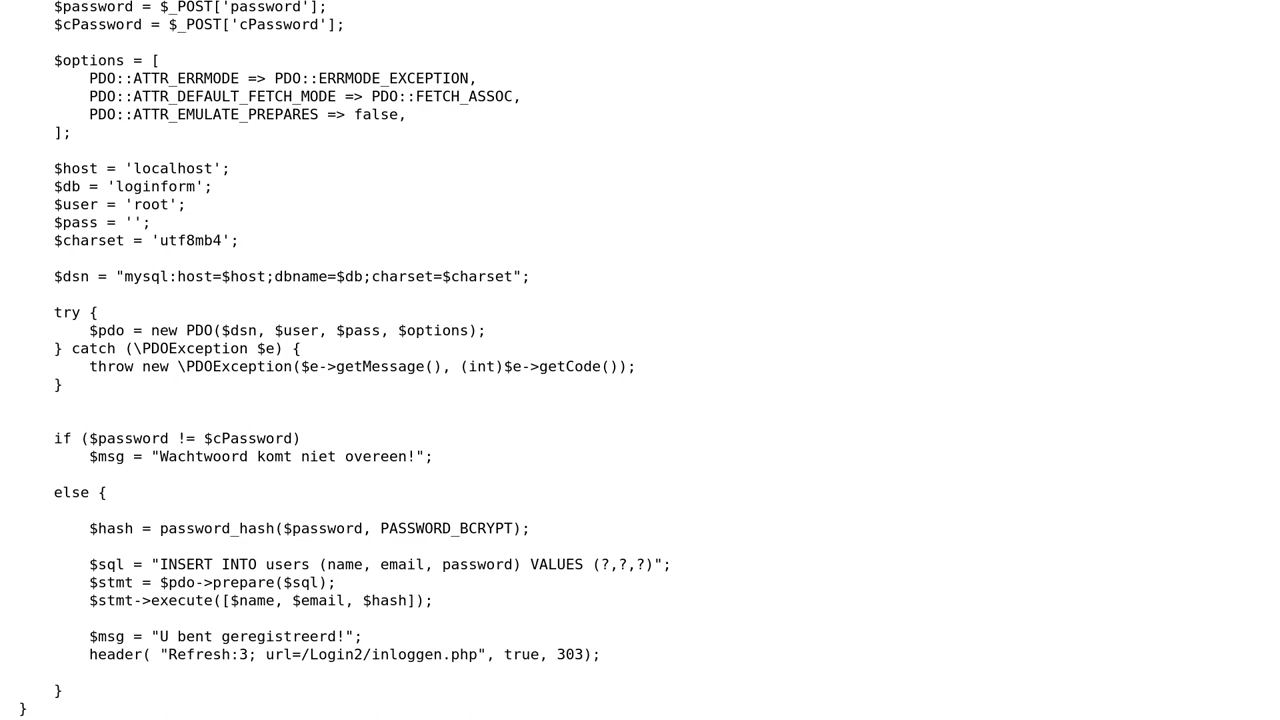 $password = $_POST['password'];
$cPassword = $_POST['cPassword'];
$options = [
PDO::ATTR_ERRMODE => PDO::ERRMODE_EXCEPTION,
PDO::ATTR_DEFAULT_FETCH_MODE => PDO::FETCH_ASSOC,
PDO::ATTR_EMULATE_PREPARES => false,
];
$host = 'localhost';
$db = 'loginform';
$user = 'root';
$pass = '';
$charset = 'utf8mb4';
$dsn = "mysql:host=$host;dbname=$db;charset=$charset";
try {
$pdo = new PDO($dsn, $user, $pass, $options);
} catch (\PDOException $e) {
throw new \PDOException($e->getMessage(), (int)$e->getCode());
}
if ($password != $cPassword)
$msg = "Wachtwoord komt niet overeen!";
else {
$hash = password_hash($password, PASSWORD_BCRYPT);
$sql = "INSERT INTO users (name, email, password) VALUES (?,?,?)";
$stmt = $pdo->prepare($sql);
$stmt->execute([$name, $email, $hash]);
$msg = "U bent geregistreerd!";
header( "Refresh:3; url=/Login2/inloggen.php", true, 303);
}
}